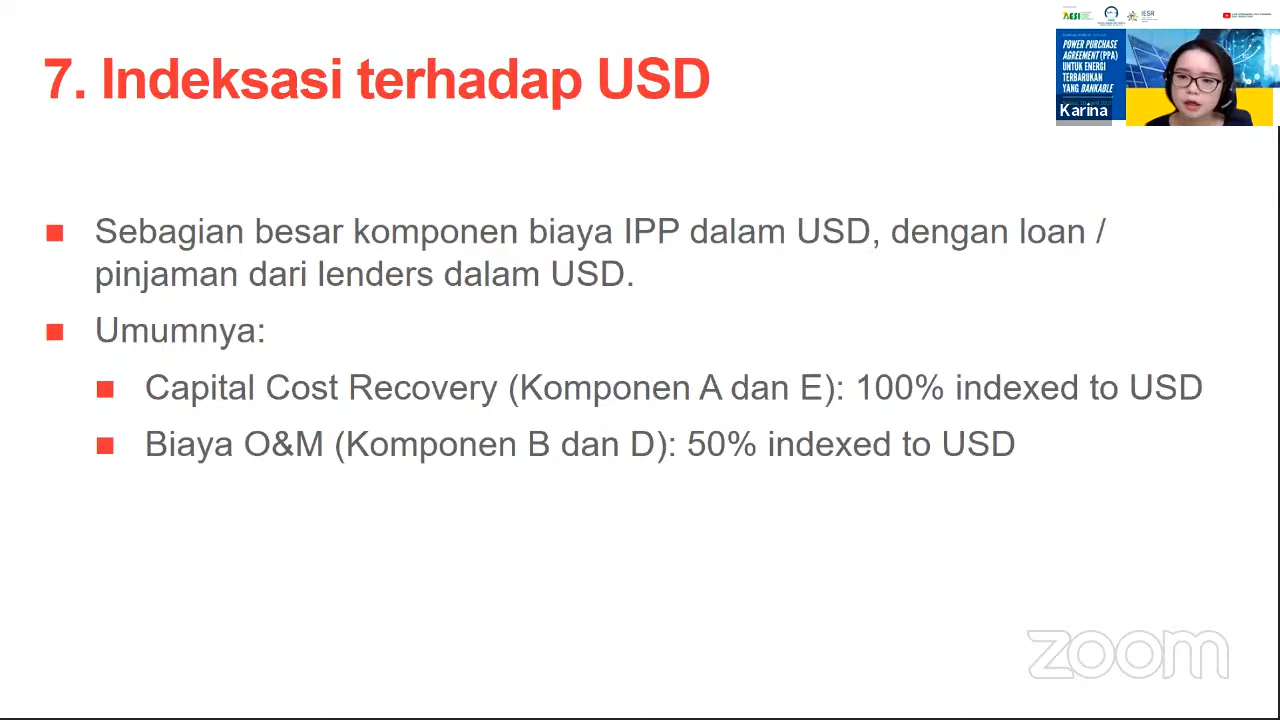 7. Indeksasi terhadap USD
AESI
IESR
POWER PURCHASE
AGREEMENT (PPA)
UNTUK ENERGI
TERBARUKAN
YANG BANKABLE
Karina
■ Sebagian besar komponen biaya IPP dalam USD, dengan loan /
pinjaman dari lenders dalam USD.
■ Umumnya:
■ Capital Cost Recovery (Komponen A dan E): 100% indexed to USD
■ Biaya O&M (Komponen B dan D): 50% indexed to USD
zoom